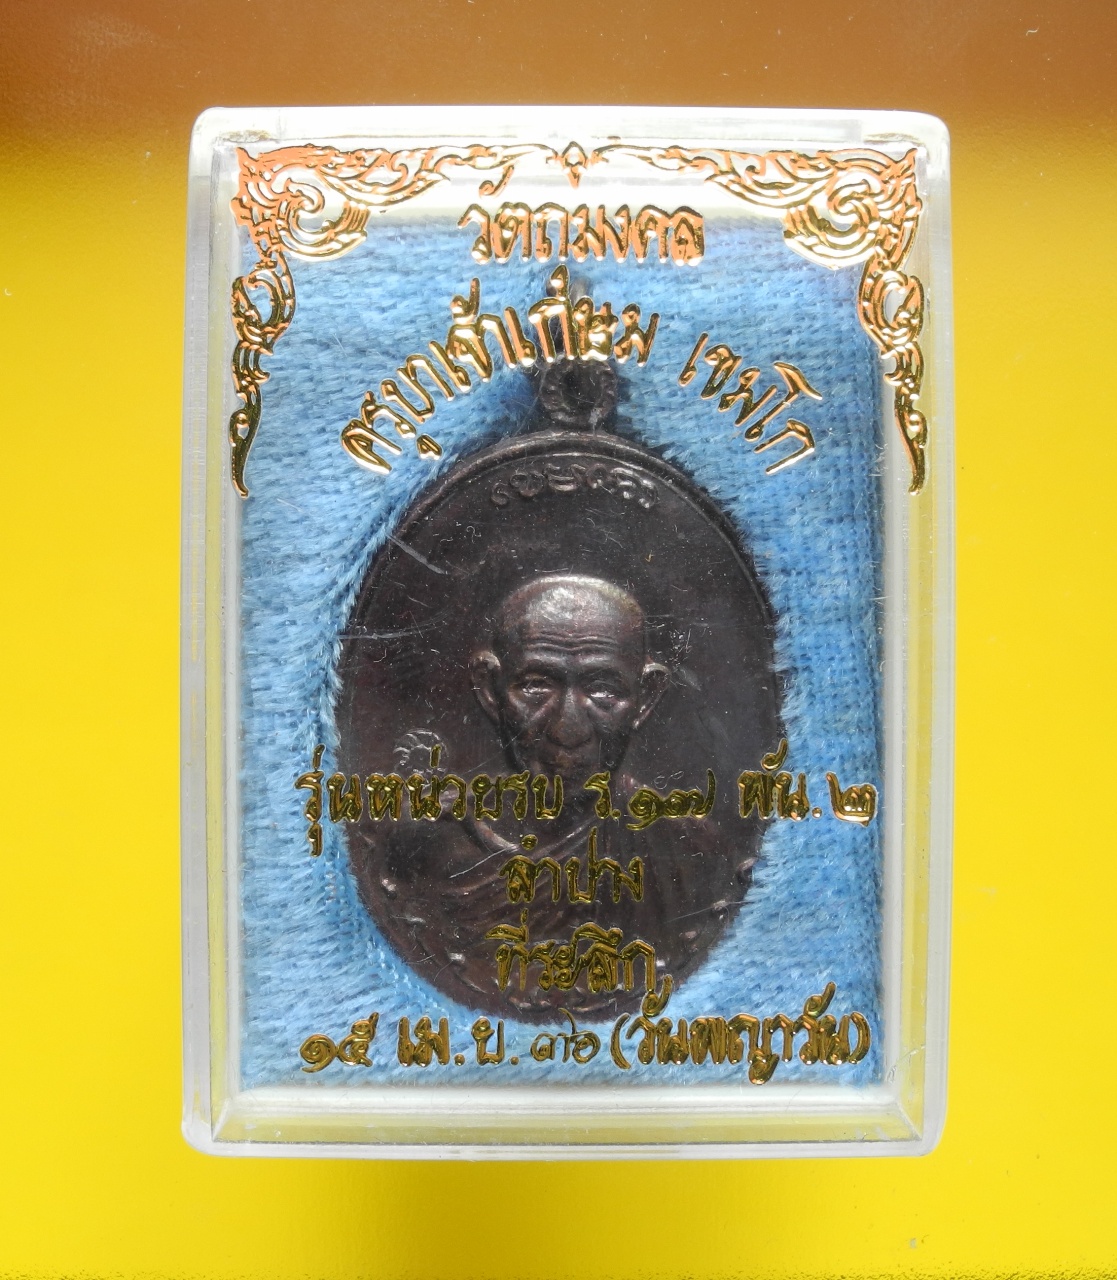 วัตถุมงคล
ครูบาเจ้าเกษม เขมโก
รุ่นหน่วยรบ ร.๑๗ พัน.๒
ลำปาง
ที่ระลึก
๑๕ เม.ย. ๓๖ (วันพญาวัน)